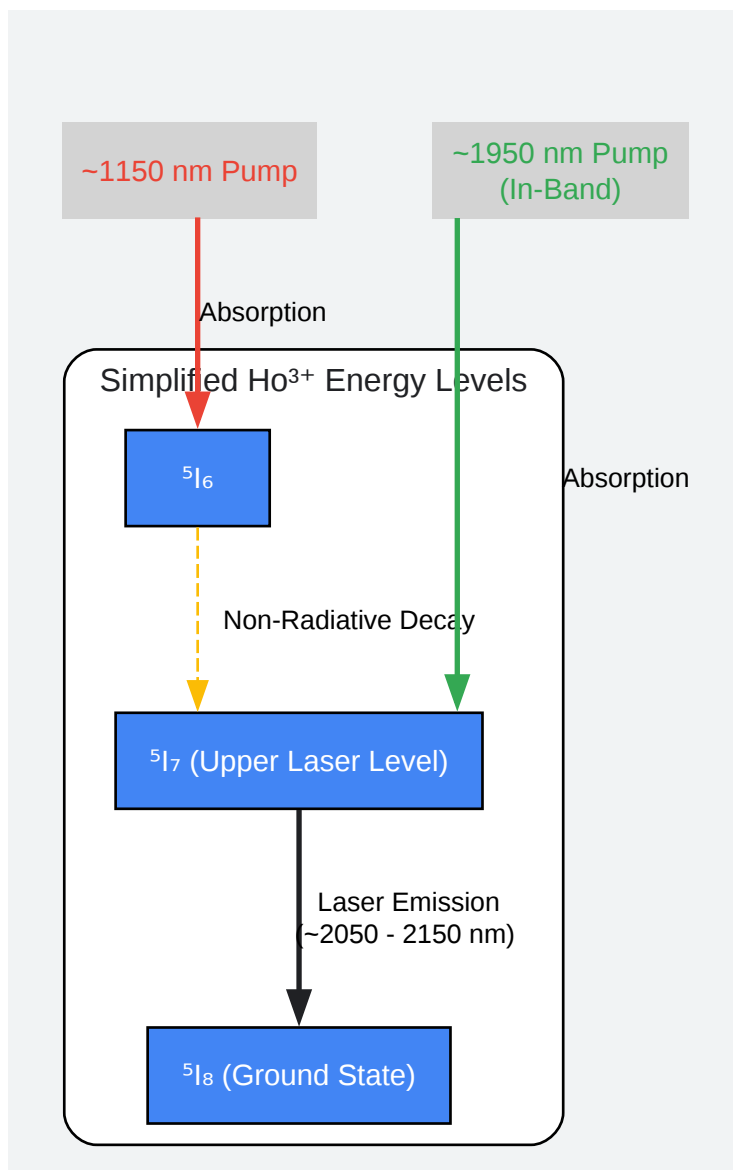 ~1150 nm Pump
~1950 nm Pump
(In-Band)
Absorption
Simplified Ho³⁺ Energy Levels
⁵I₆
Absorption
Non-Radiative Decay
⁵I₇ (Upper Laser Level)
Laser Emission
(~2050 - 2150 nm)
⁵I₈ (Ground State)